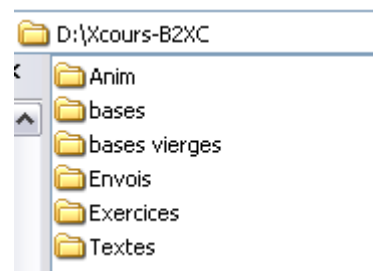 D:\Xcours-B2XC
Anim
bases
bases vierges
Envois
Exercices
Textes